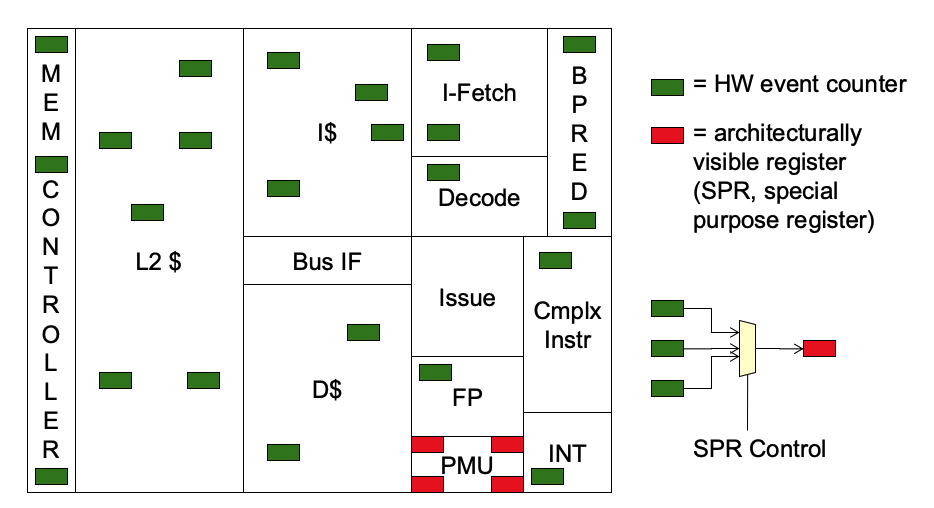 MEM CONTROLLER
L2 $
I$
I-Fetch
Decode
BPRED
Bus IF
Issue
Cmplx
Instr
D$
FP
PMU
INT
= HW event counter
= architecturally
visible register
(SPR, special
purpose register)
SPR Control